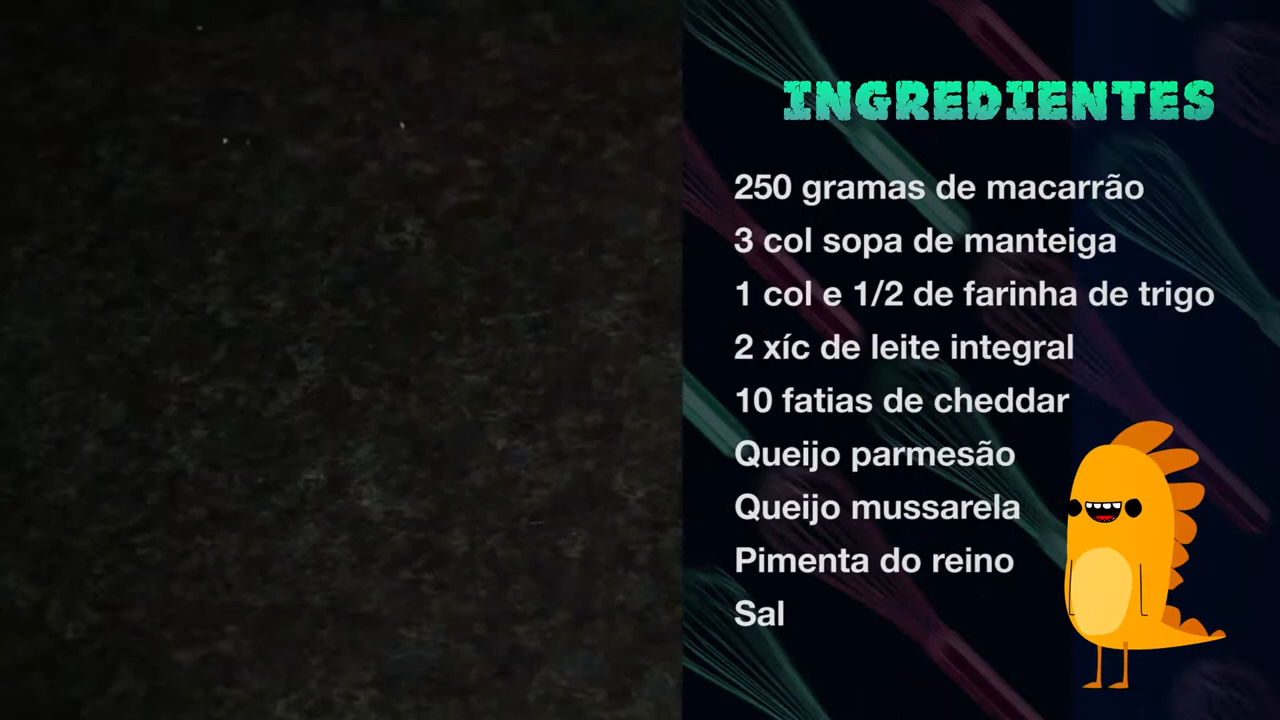 INGREDIENTES
250 gramas de macarrão
3 col sopa de manteiga
1 col e 1/2 de farinha de trigo
2 xíc de leite integral
10 fatias de cheddar
Queijo parmesão
Queijo mussarela
Pimenta do reino
Sal